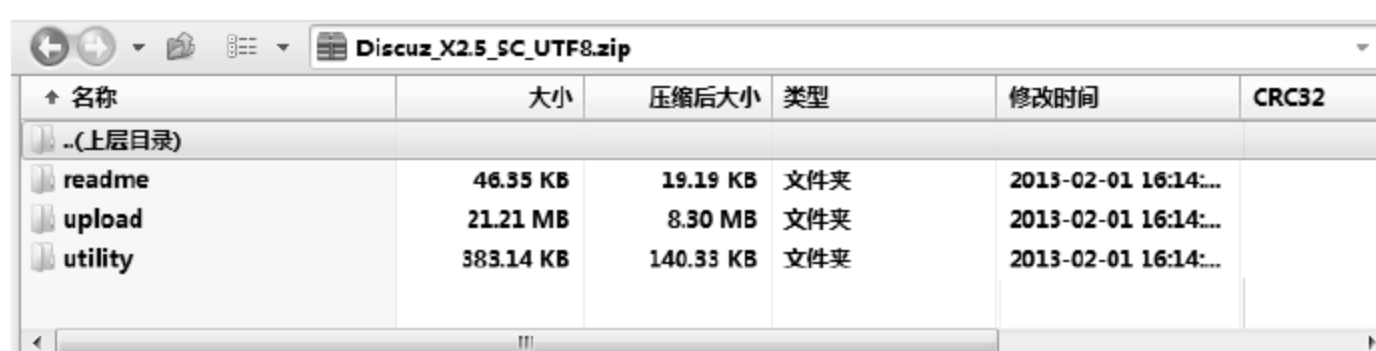 Discuz_X2.5_SC_UTF8.zip
名称 大小 压缩后大小 类型 修改时间 CRC32
..(上层目录)
readme 46.35 KB 19.19 KB 文件夹 2013-02-01 16:14:...
upload 21.21 MB 8.30 MB 文件夹 2013-02-01 16:14:...
utility 383.14 KB 140.33 KB 文件夹 2013-02-01 16:14:...